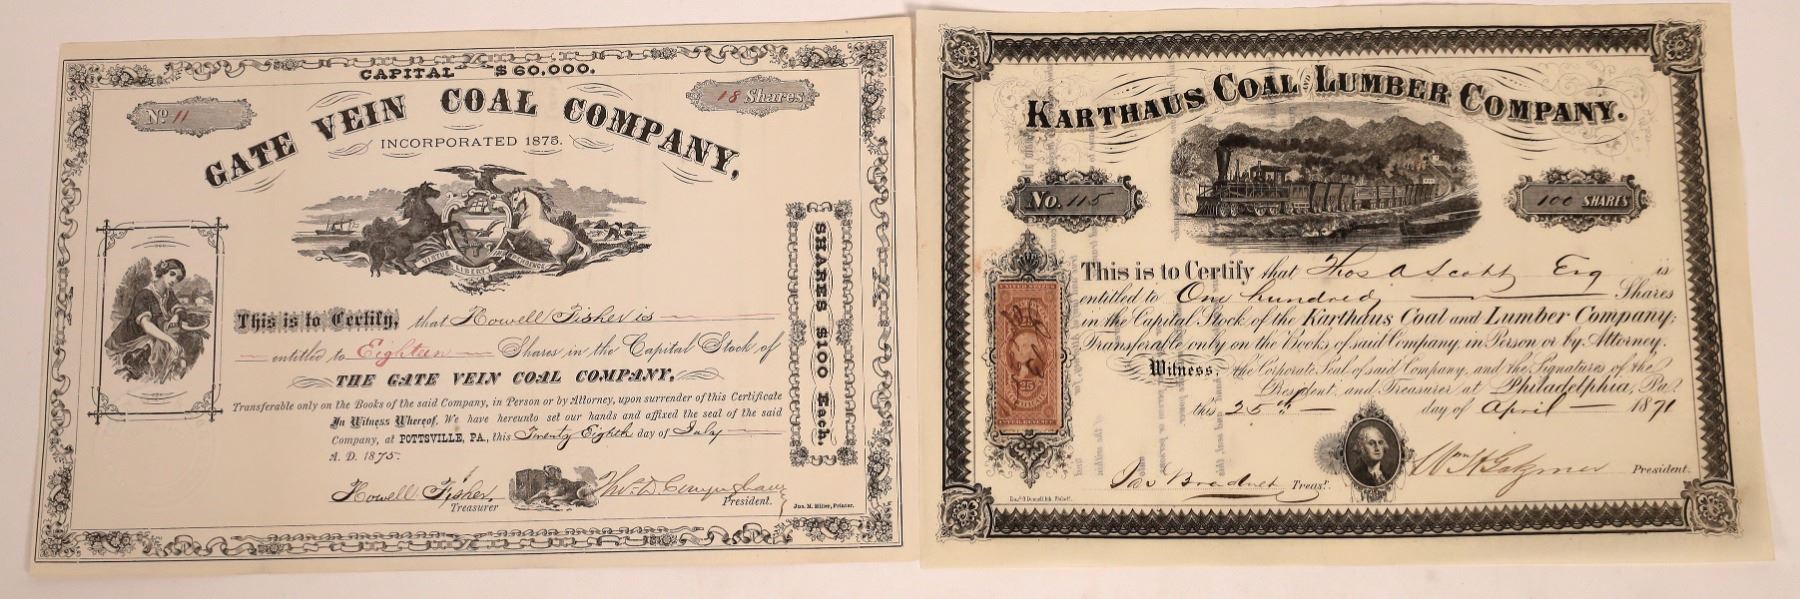 CAPITAL $60,000.
No 11
18 Shares
GATE VEIN COAL COMPANY,
INCORPORATED 1875.
VIRTUE LIBERTY INDEPENDENCE
SHARES $100 Each.
This is to Certify, that Howell Fisher is
entitled to Eighteen Shares in the Capital Stock of
THE GATE VEIN COAL COMPANY,
Transferable only on the Books of the said Company, in Person or by Attorney, upon surrender of this Certificate
In Witness Whereof, We have hereunto set our hands and affixed the seal of the said
Company, at POTTSVILLE, PA., this Twenty Eighth day of July
A. D. 1875.
Howell Fisher,
Treasurer
President.
Jno. M. Miller, Printer.
KARTHAUS COAL AND LUMBER COMPANY.
No. 115
100 SHARES
This is to Certify that Thos A Scott Esq is
entitled to One hundred Shares
in the Capital Stock of the Karthaus Coal and Lumber Company;
Transferable only on the Books of said Company, in Person or by Attorney.
Witness, the Corporate Seal of said Company, and the Signatures of the
President and Treasurer at Philadelphia, Pa.
this 25th day of April 1871
25
Treasr.
President.